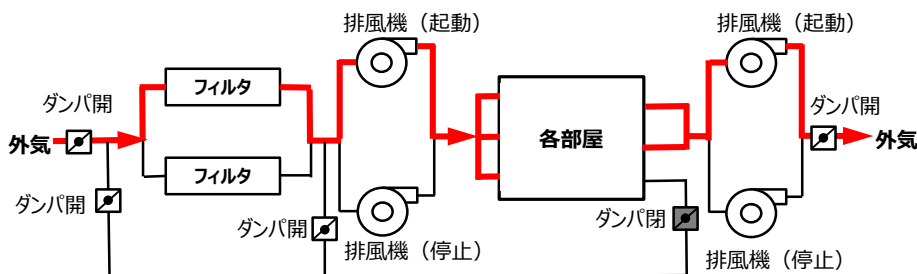 排風機（起動）
排風機（起動）
フィルタ
ダンパ開
ダンパ開
外気
各部屋
外気
フィルタ
ダンパ開
ダンパ開
ダンパ閉
排風機（停止）
排風機（停止）